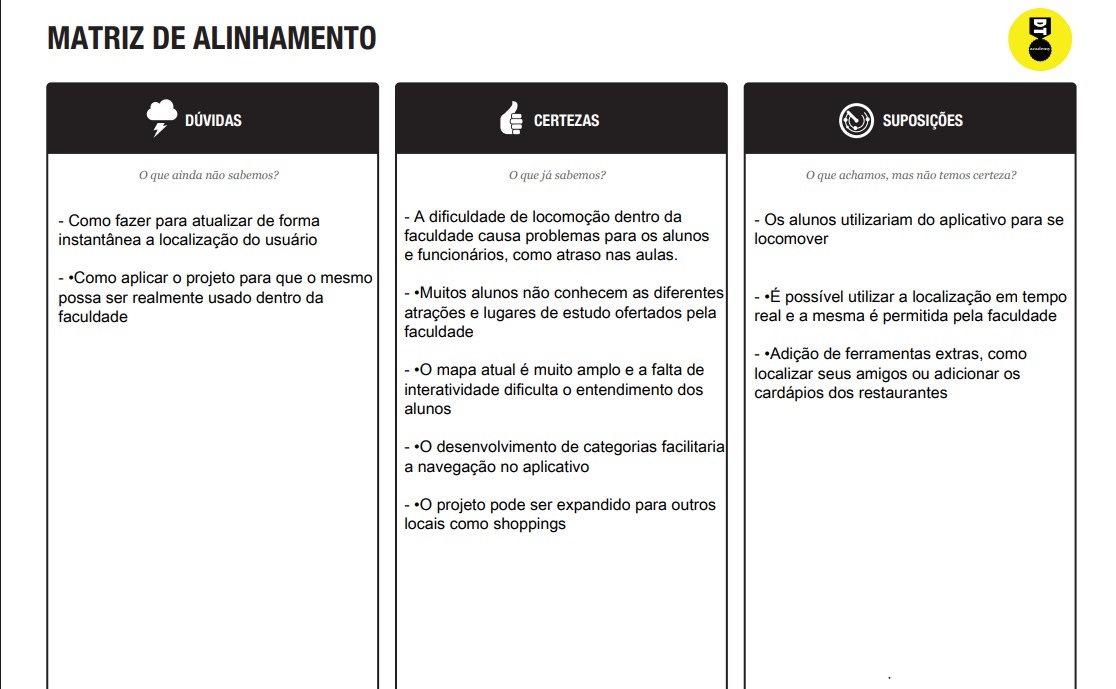 MATRIZ DE ALINHAMENTO
DT
academy
DÚVIDAS
O que ainda não sabemos?
- Como fazer para atualizar de forma
instantânea a localização do usuário
- •Como aplicar o projeto para que o mesmo
possa ser realmente usado dentro da
faculdade
CERTEZAS
O que já sabemos?
- A dificuldade de locomoção dentro da
faculdade causa problemas para os alunos
e funcionários, como atraso nas aulas.
- •Muitos alunos não conhecem as diferentes
atrações e lugares de estudo ofertados pela
faculdade
- •O mapa atual é muito amplo e a falta de
interatividade dificulta o entendimento dos
alunos
- •O desenvolvimento de categorias facilitaria
a navegação no aplicativo
- •O projeto pode ser expandido para outros
locais como shoppings
SUPOSIÇÕES
O que achamos, mas não temos certeza?
- Os alunos utilizariam do aplicativo para se
locomover
- •É possível utilizar a localização em tempo
real e a mesma é permitida pela faculdade
- •Adição de ferramentas extras, como
localizar seus amigos ou adicionar os
cardápios dos restaurantes
.